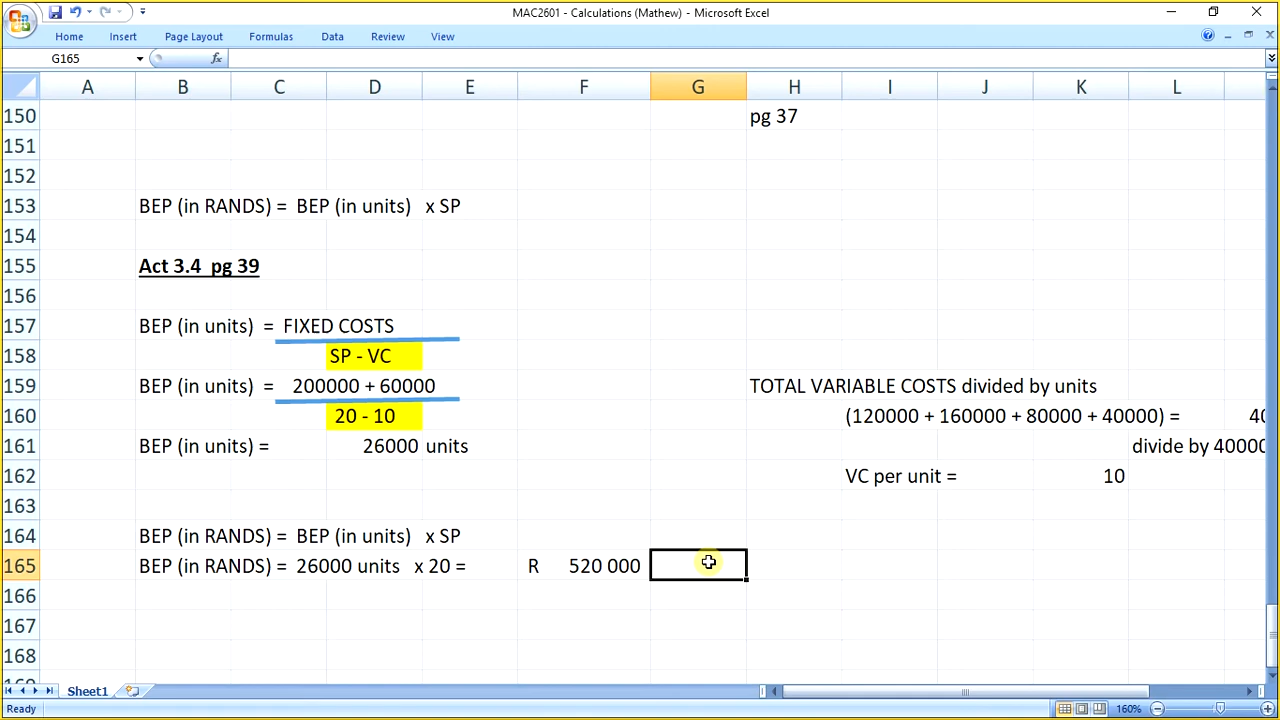 MAC2601 - Calculations (Mathew) - Microsoft Excel
Home Insert Page Layout Formulas Data Review View
G165 fx
A B C D E F G H I J K L
150 pg 37
151
152
153 BEP (in RANDS) = BEP (in units) x SP
154
155 Act 3.4 pg 39
156
157 BEP (in units) = FIXED COSTS
158 SP - VC
159 BEP (in units) = 200000 + 60000 TOTAL VARIABLE COSTS divided by units
160 20 - 10 (120000 + 160000 + 80000 + 40000) = 40
161 BEP (in units) = 26000 units divide by 40000
162 VC per unit = 10
163
164 BEP (in RANDS) = BEP (in units) x SP
165 BEP (in RANDS) = 26000 units x 20 = R 520 000
166
167
168
Sheet1
Ready 160%